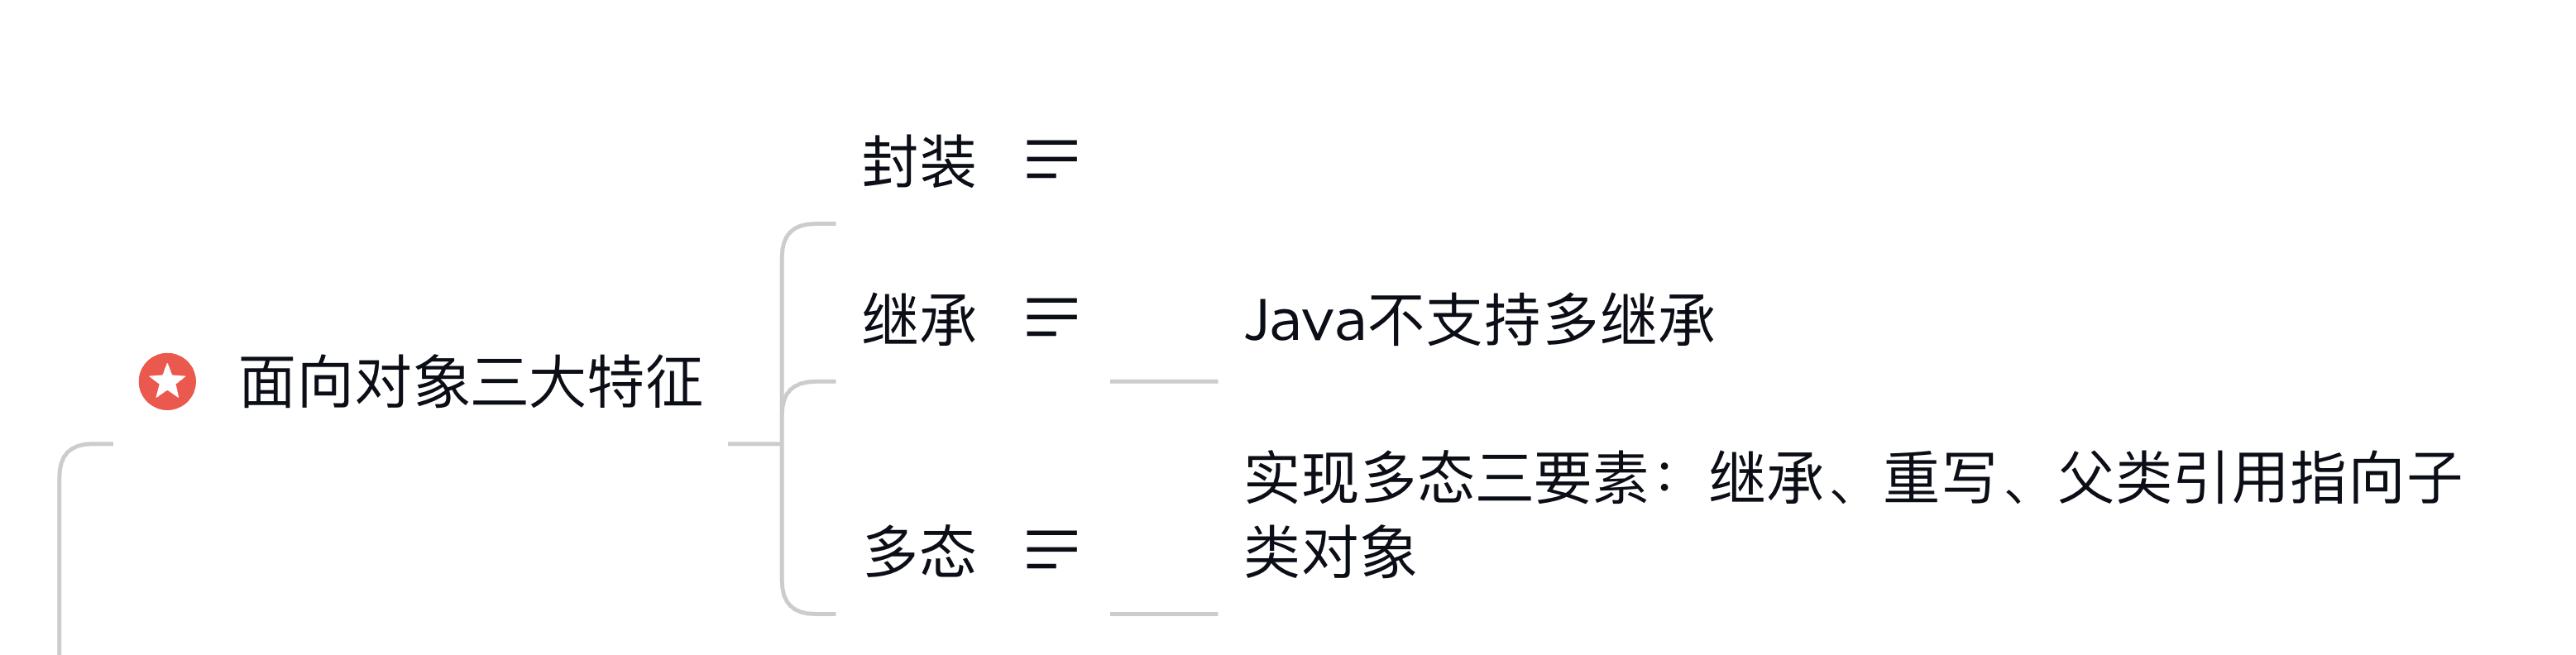 封装
继承
Java不支持多继承
面向对象三大特征
实现多态三要素：继承、重写、父类引用指向子
类对象
多态